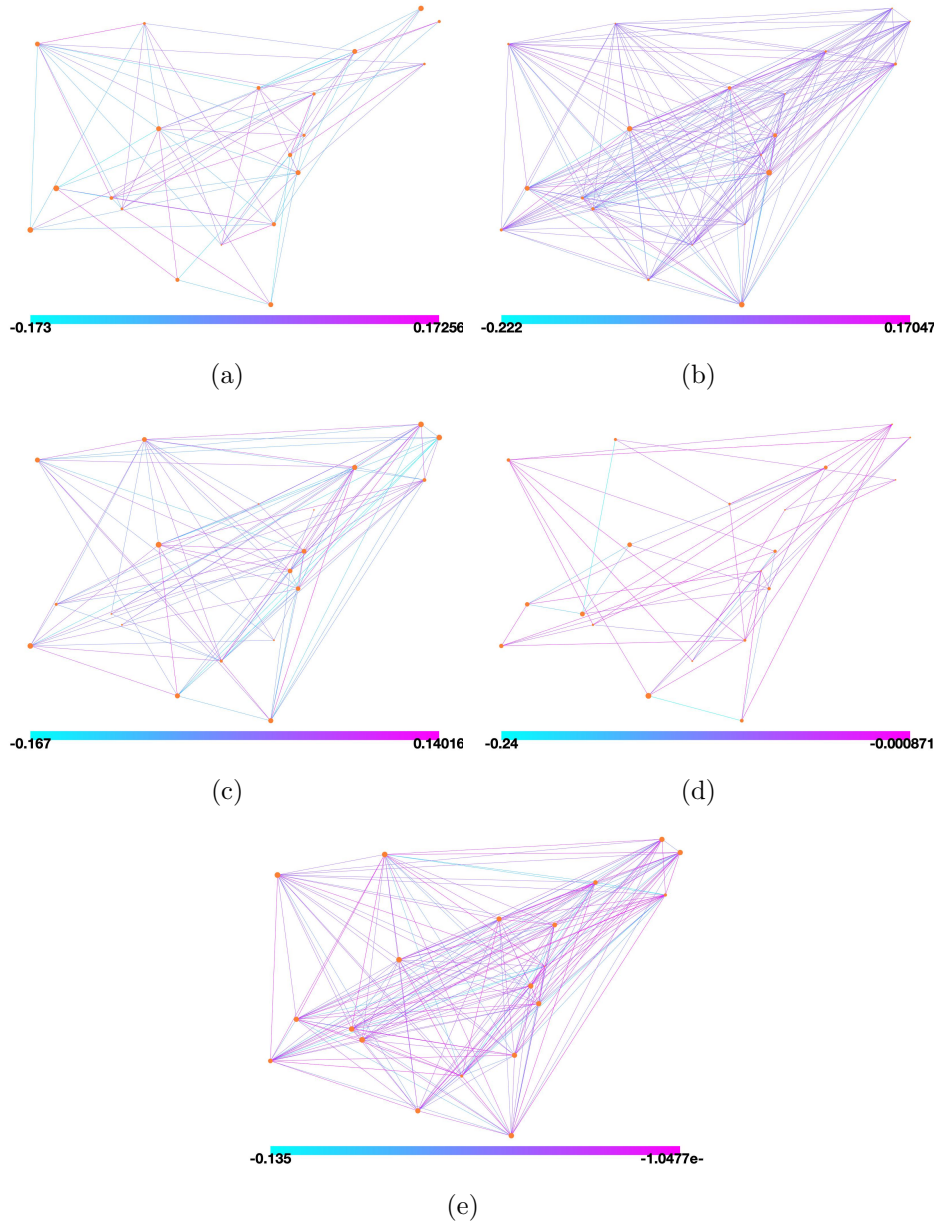 -0.173 0.17256
-0.222 0.17047
(a) (b)
-0.167 0.14016
-0.24 -0.000871
(c) (d)
-0.135 -1.0477e-
(e)